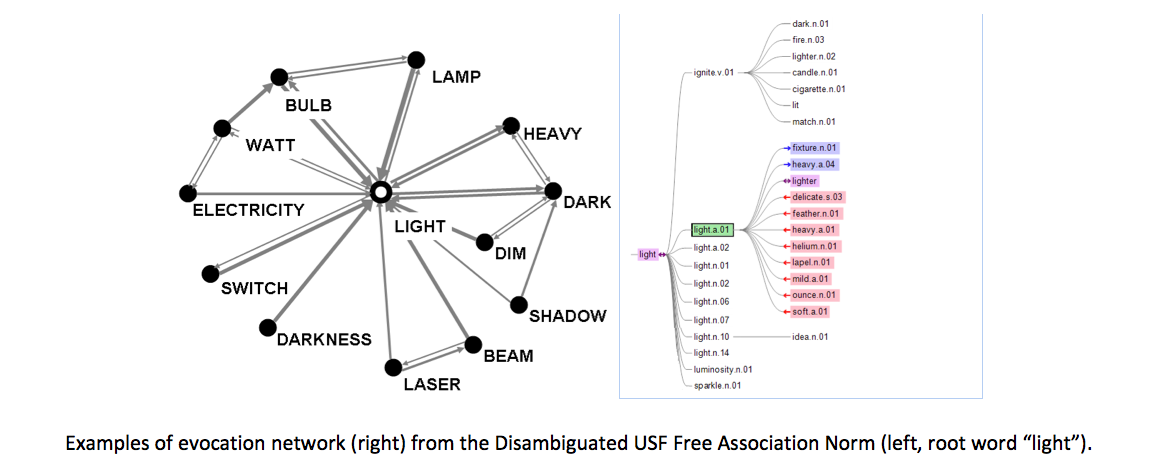 LAMP
BULB
HEAVY
WATT
DARK
ELECTRICITY
LIGHT
DIM
SWITCH
SHADOW
DARKNESS
BEAM
LASER
dark.n.01
fire.n.03
lighter.n.02
ignite.v.01
candle.n.01
cigarette.n.01
lit
match.n.01
fixture.n.01
heavy.a.04
lighter
delicate.s.03
feather.n.01
light.a.01
heavy.a.01
light.a.02
helium.n.01
light
light.n.01
lapel.n.01
light.n.02
mild.a.01
light.n.06
ounce.n.01
light.n.07
soft.a.01
light.n.10
idea.n.01
light.n.14
luminosity.n.01
sparkle.n.01
Examples of evocation network (right) from the Disambiguated USF Free Association Norm (left, root word “light”).